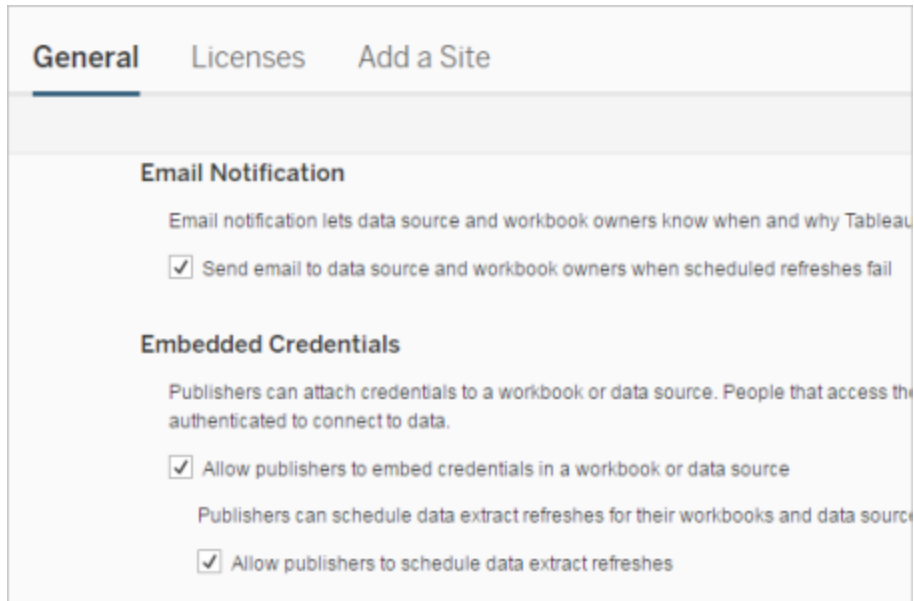 General Licenses Add a Site
Email Notification
Email notification lets data source and workbook owners know when and why Tableau
Send email to data source and workbook owners when scheduled refreshes fail
Embedded Credentials
Publishers can attach credentials to a workbook or data source. People that access the
authenticated to connect to data.
Allow publishers to embed credentials in a workbook or data source
Publishers can schedule data extract refreshes for their workbooks and data source
Allow publishers to schedule data extract refreshes